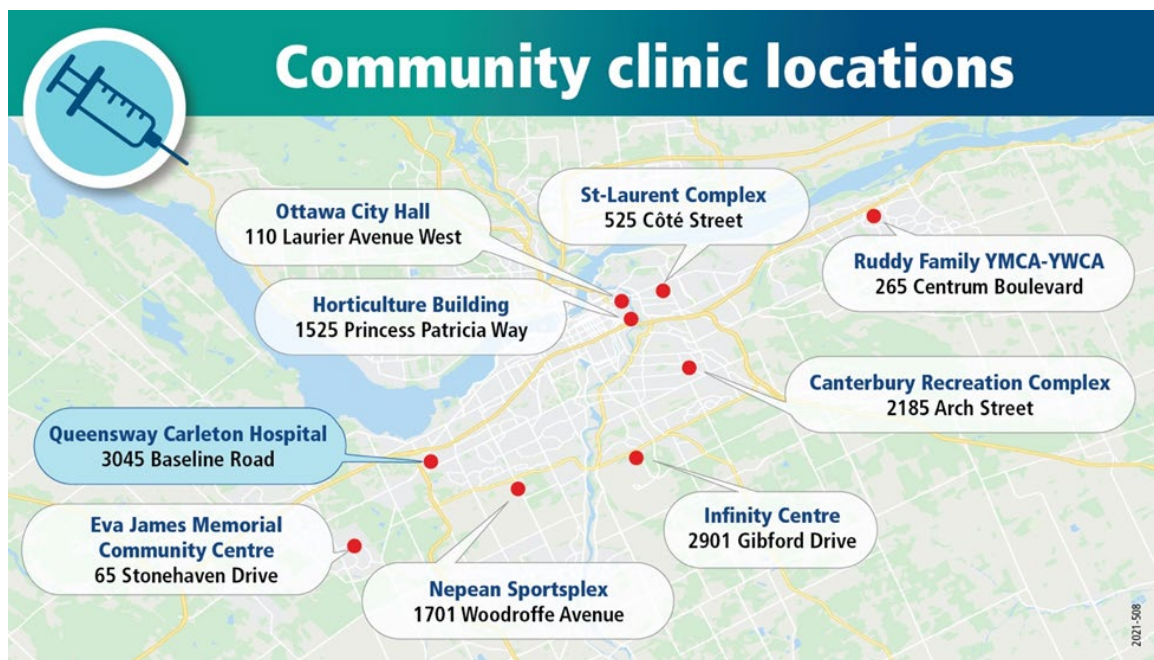 Community clinic locations
Ottawa City Hall
110 Laurier Avenue West
St-Laurent Complex
525 Côté Street
Ruddy Family YMCA-YWCA
265 Centrum Boulevard
Horticulture Building
1525 Princess Patricia Way
Canterbury Recreation Complex
2185 Arch Street
Queensway Carleton Hospital
3045 Baseline Road
Eva James Memorial
Community Centre
65 Stonehaven Drive
Infinity Centre
2901 Gibford Drive
Nepean Sportsplex
1701 Woodroffe Avenue
2021-508